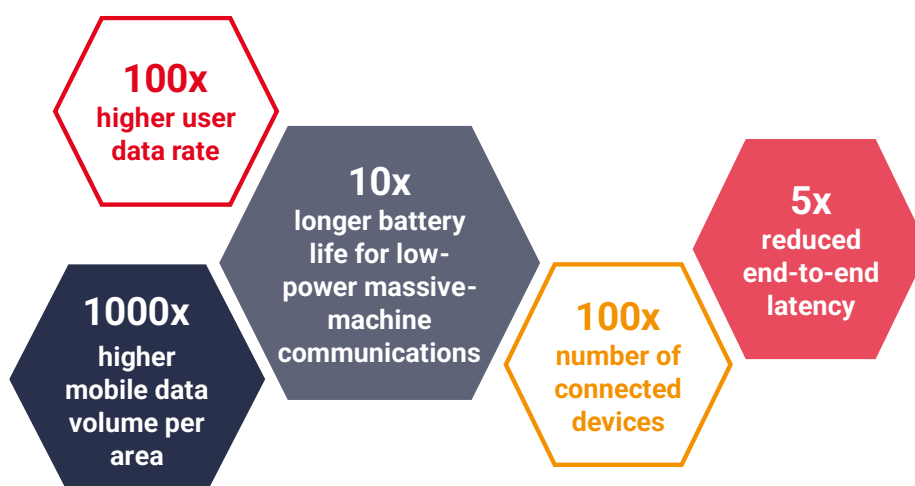 100x
higher user
data rate
10x
longer battery
life for low-
power massive-
machine
communications
1000x
higher
mobile data
volume per
area
100x
number of
connected
devices
5x
reduced
end-to-end
latency